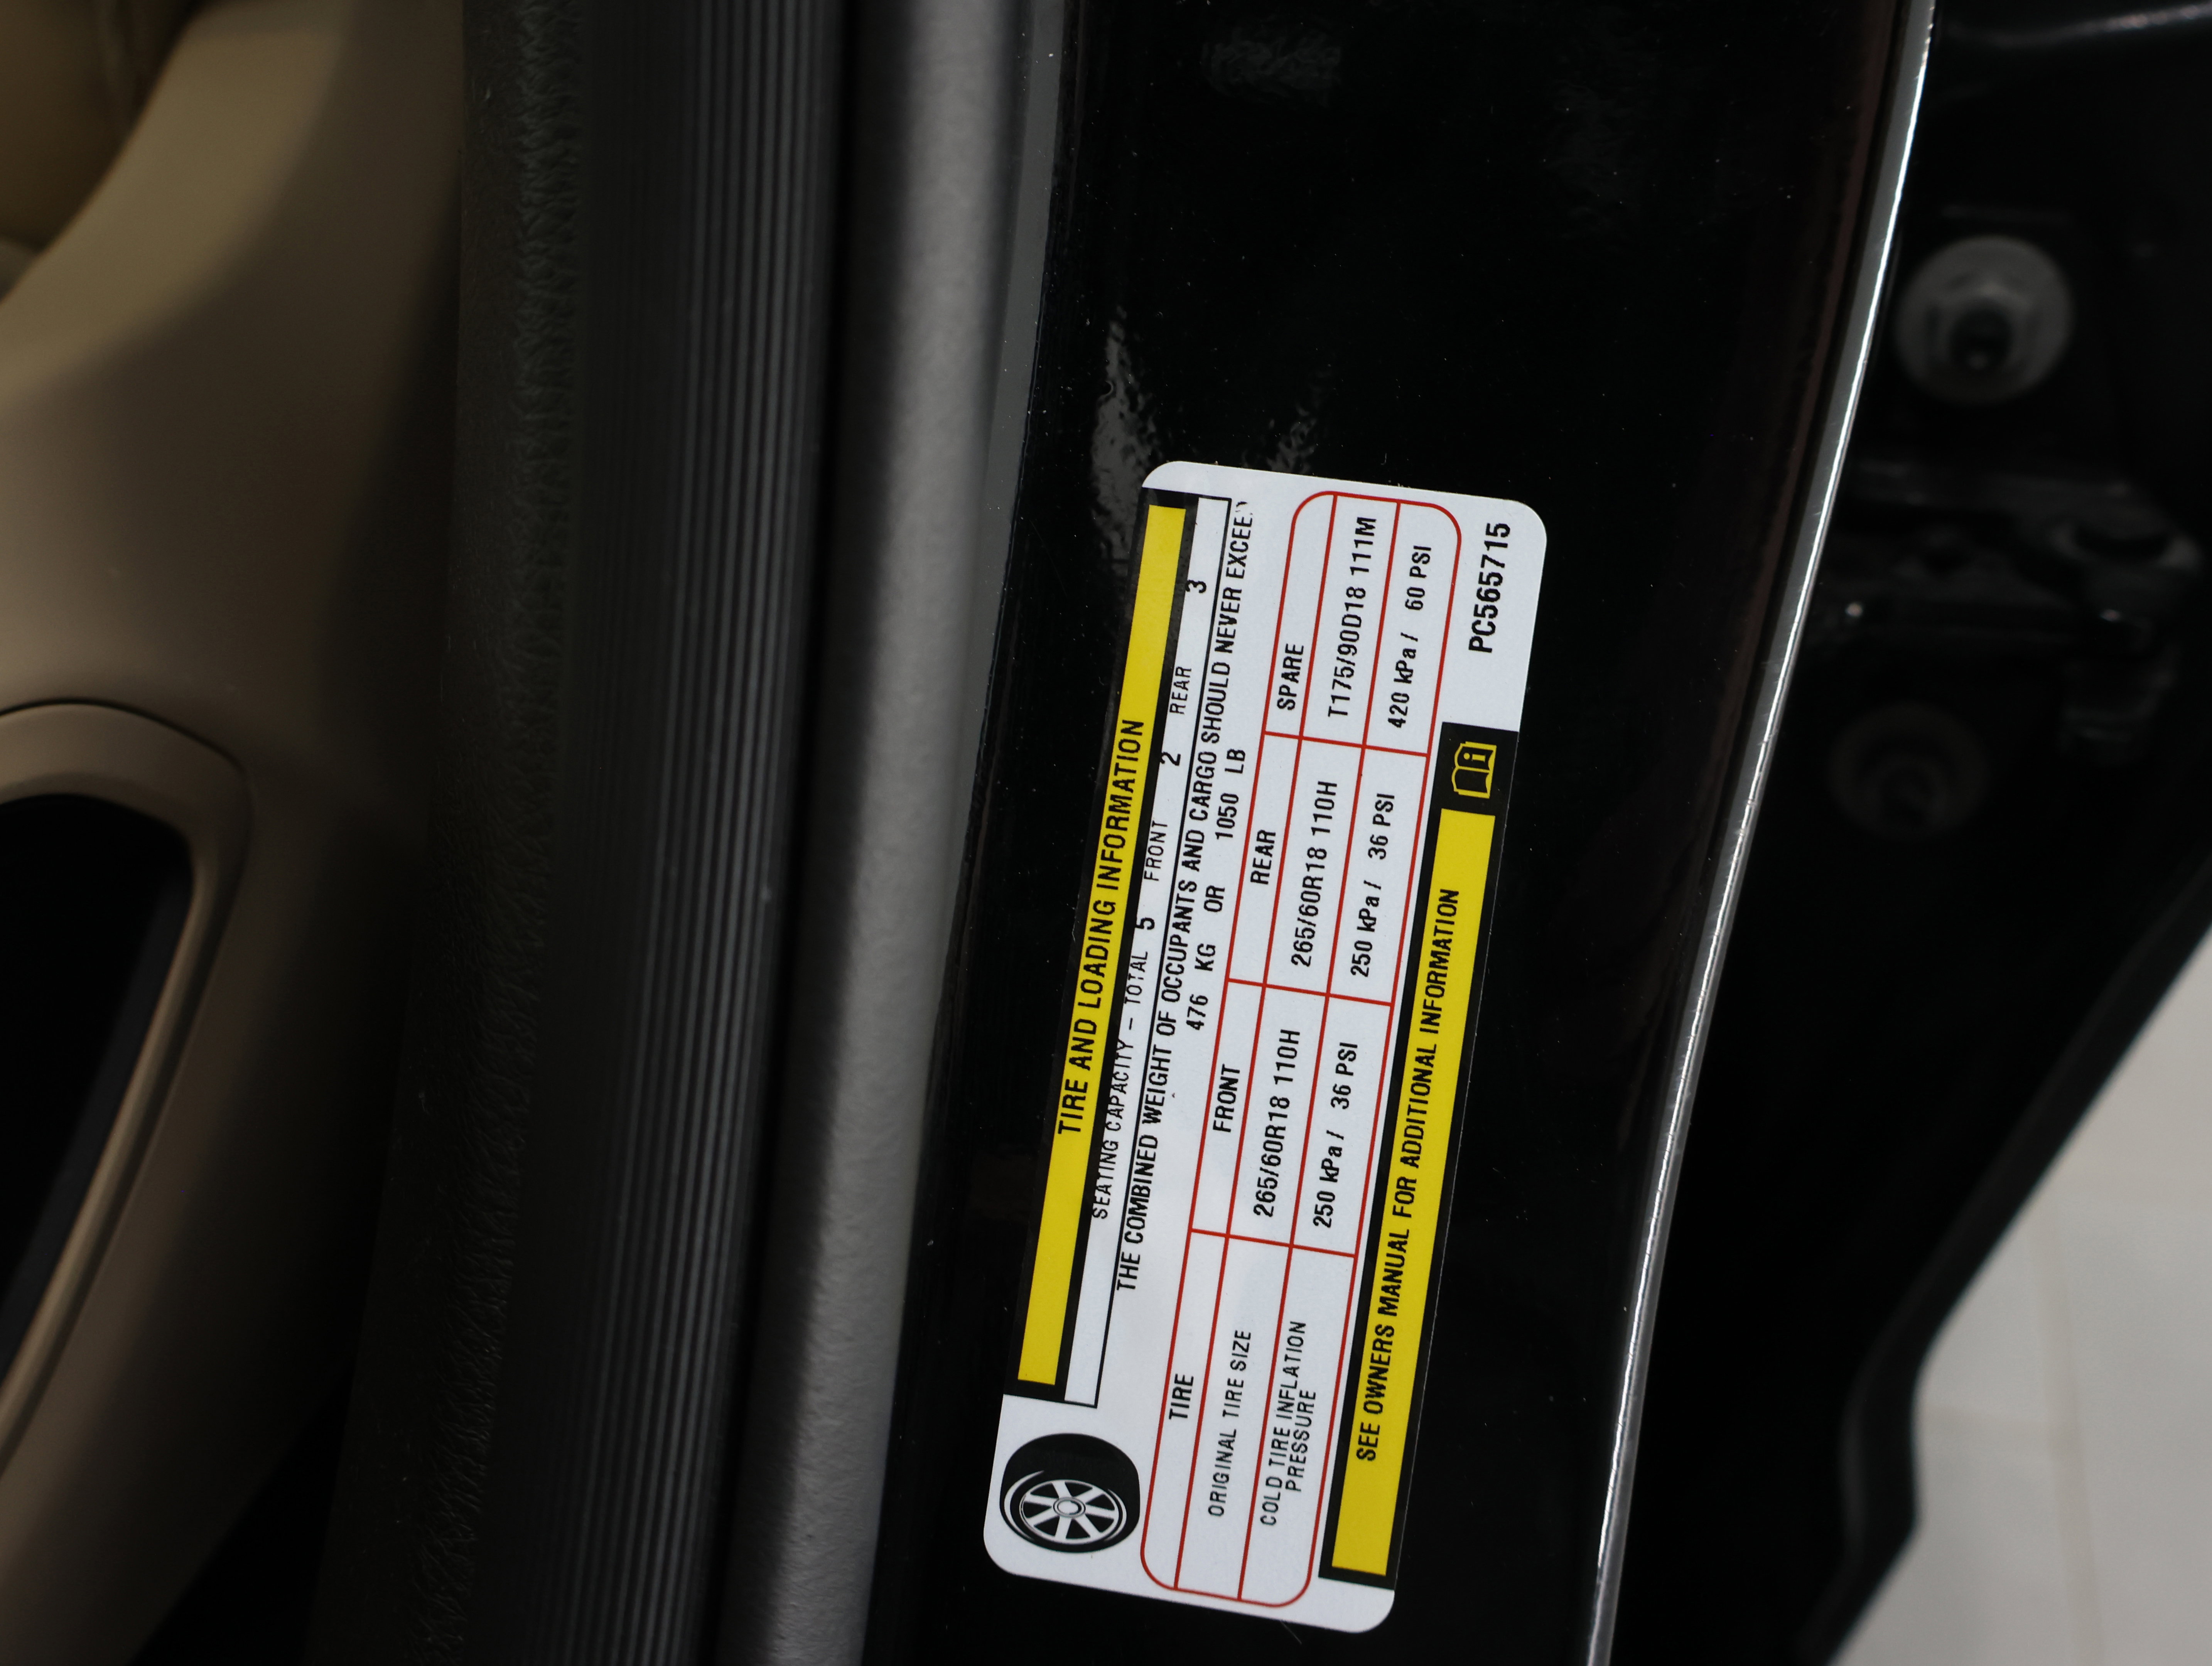 TIRE AND LOADING INFORMATION
SEATING CAPACITY – TOTAL 5 FRONT 2 REAR 3
THE COMBINED WEIGHT OF OCCUPANTS AND CARGO SHOULD NEVER EXCEED
476 KG OR 1050 LB
TIRE FRONT REAR SPARE
ORIGINAL TIRE SIZE 265/60R18 110H 265/60R18 110H T175/90D18 111M
COLD TIRE INFLATION PRESSURE 250 kPa / 36 PSI 250 kPa / 36 PSI 420 kPa / 60 PSI
SEE OWNERS MANUAL FOR ADDITIONAL INFORMATION
PC565715